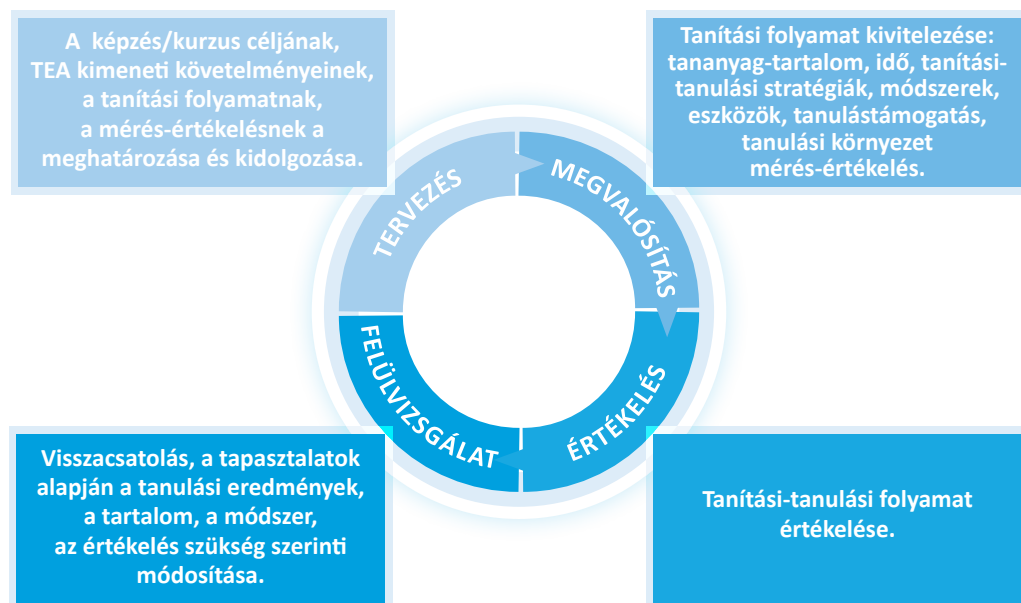 A képzés/kurzus céljának,
TEA kimeneti követelményeinek,
a tanítási folyamatnak,
a mérés-értékelésnek a
meghatározása és kidolgozása.
Tanítási folyamat kivitelezése:
tananyag-tartalom, idő, tanítási-
tanulási stratégiák, módszerek,
eszközök, tanulástámogatás,
tanulási környezet
mérés-értékelés.
TERVEZÉS
MEGVALÓSÍTÁS
FELÜLVIZSGÁLAT
ÉRTÉKELÉS
Visszacsatolás, a tapasztalatok
alapján a tanulási eredmények,
a tartalom, a módszer,
az értékelés szükség szerinti
módosítása.
Tanítási-tanulási folyamat
értékelése.